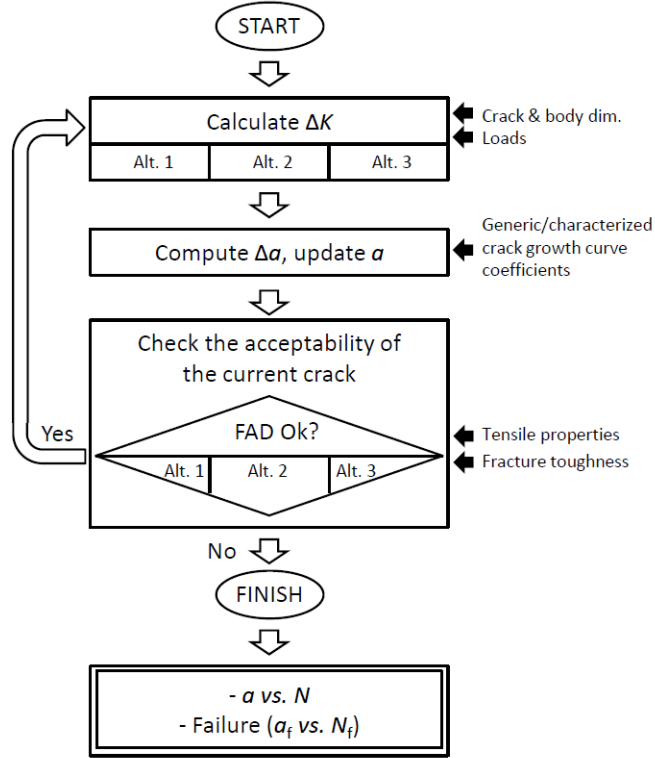 START
Calculate ΔK
Alt. 1
Alt. 2
Alt. 3
Crack & body dim.
Loads
Compute Δa, update a
Generic/characterized
crack growth curve
coefficients
Check the acceptability of
the current crack
Yes
FAD Ok?
Alt. 1
Alt. 2
Alt. 3
Tensile properties
Fracture toughness
No
FINISH
- a vs. N
- Failure (af vs. Nf)